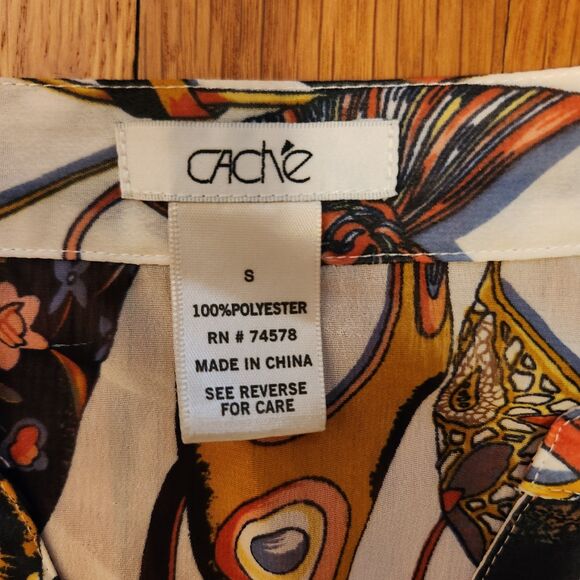 CAChé
S
100%POLYESTER
RN # 74578
MADE IN CHINA
SEE REVERSE
FOR CARE